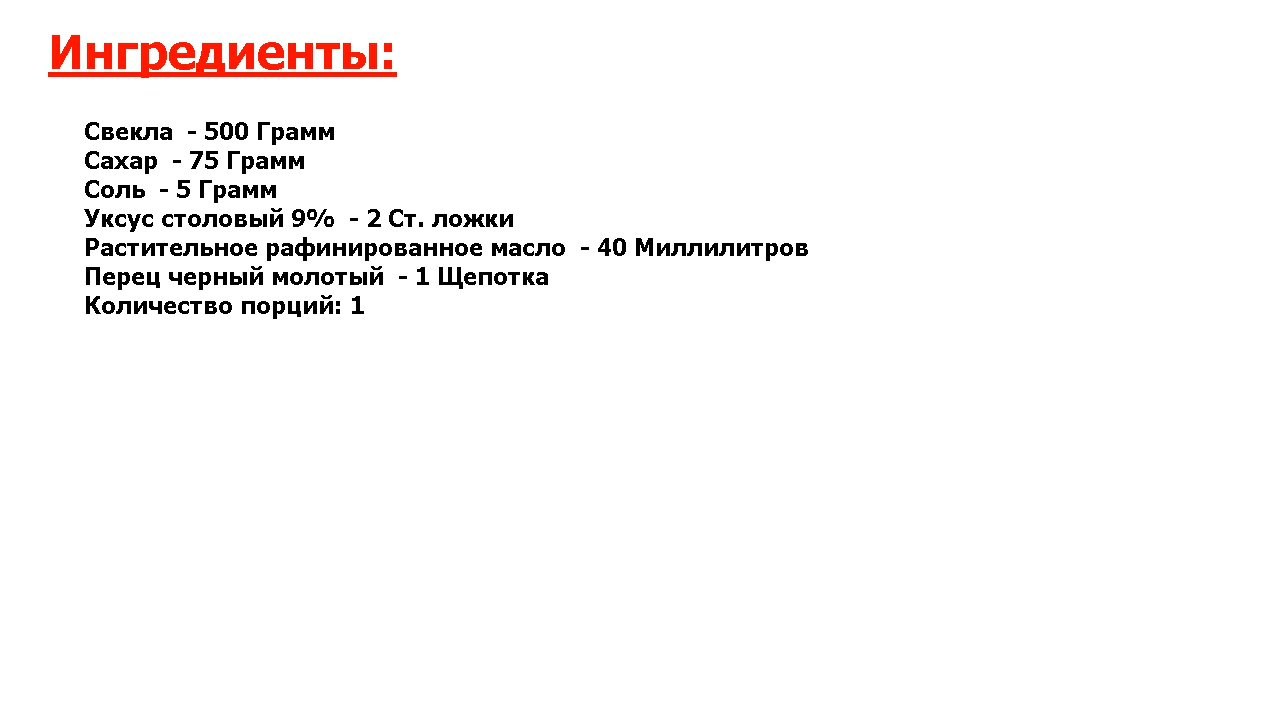 Ингредиенты:
Свекла  - 500 Грамм
Сахар  - 75 Грамм
Соль  - 5 Грамм
Уксус столовый 9%  - 2 Ст. ложки
Растительное рафинированное масло  - 40 Миллилитров
Перец черный молотый  - 1 Щепотка
Количество порций: 1